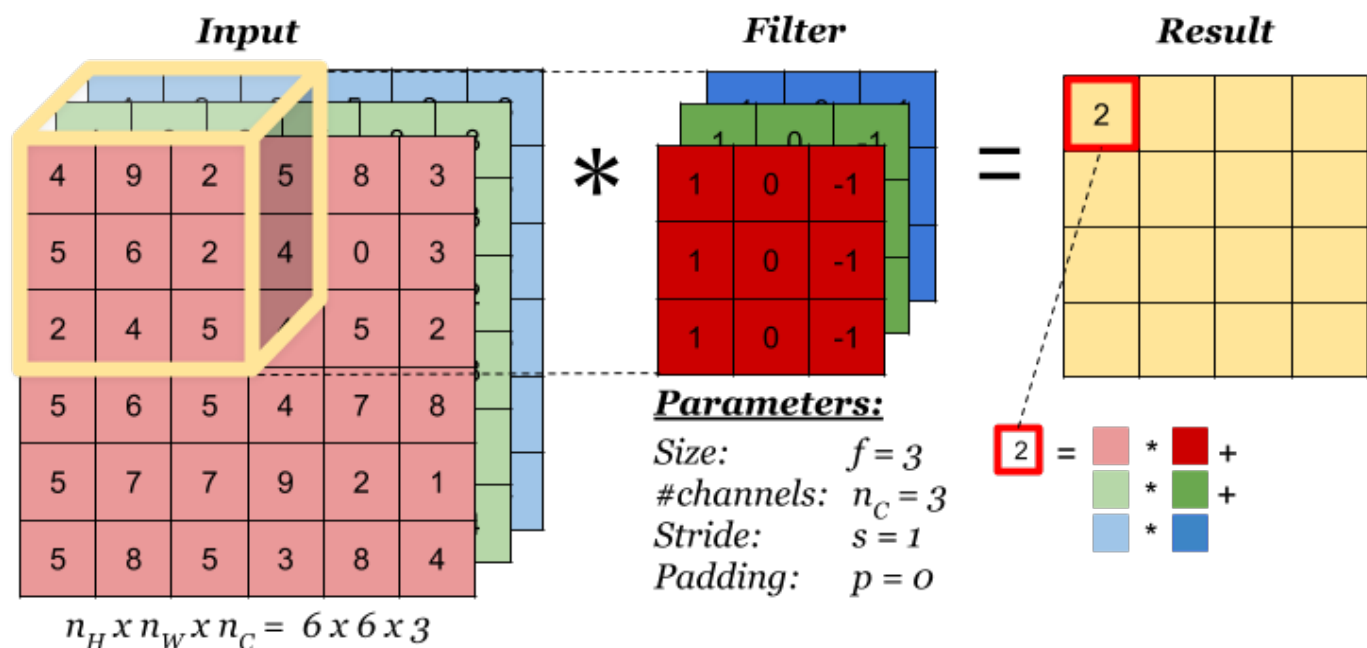 Input
Filter
Result
4 9 2 5 8 3
5 6 2 4 0 3
2 4 5 5 2
5 6 5 4 7 8
5 7 7 9 2 1
5 8 5 3 8 4
n_H x n_W x n_C = 6 x 6 x 3
*
1 0 -1
1 0 -1
1 0 -1
1 0 -1
Parameters:
Size: f = 3
#channels: n_C = 3
Stride: s = 1
Padding: p = 0
=
2
2 = * +
* +
*